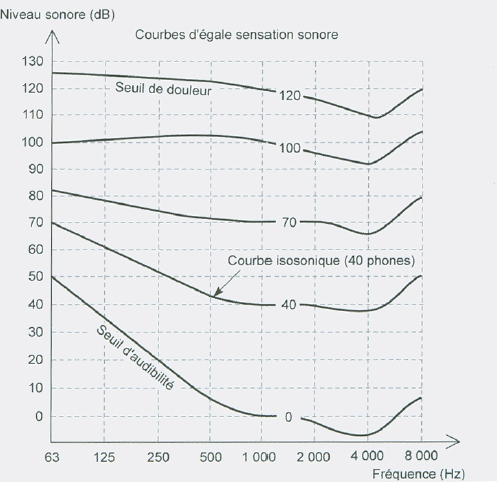 Niveau sonore (dB)
Courbes d'égale sensation sonore
130
120
110
100
90
80
70
60
50
40
30
20
10
0
Seuil de douleur
120
100
70
Courbe isosonique (40 phones)
40
Seuil d'audibilité
0
63 125 250 500 1 000 2 000 4 000 8 000
Fréquence (Hz)